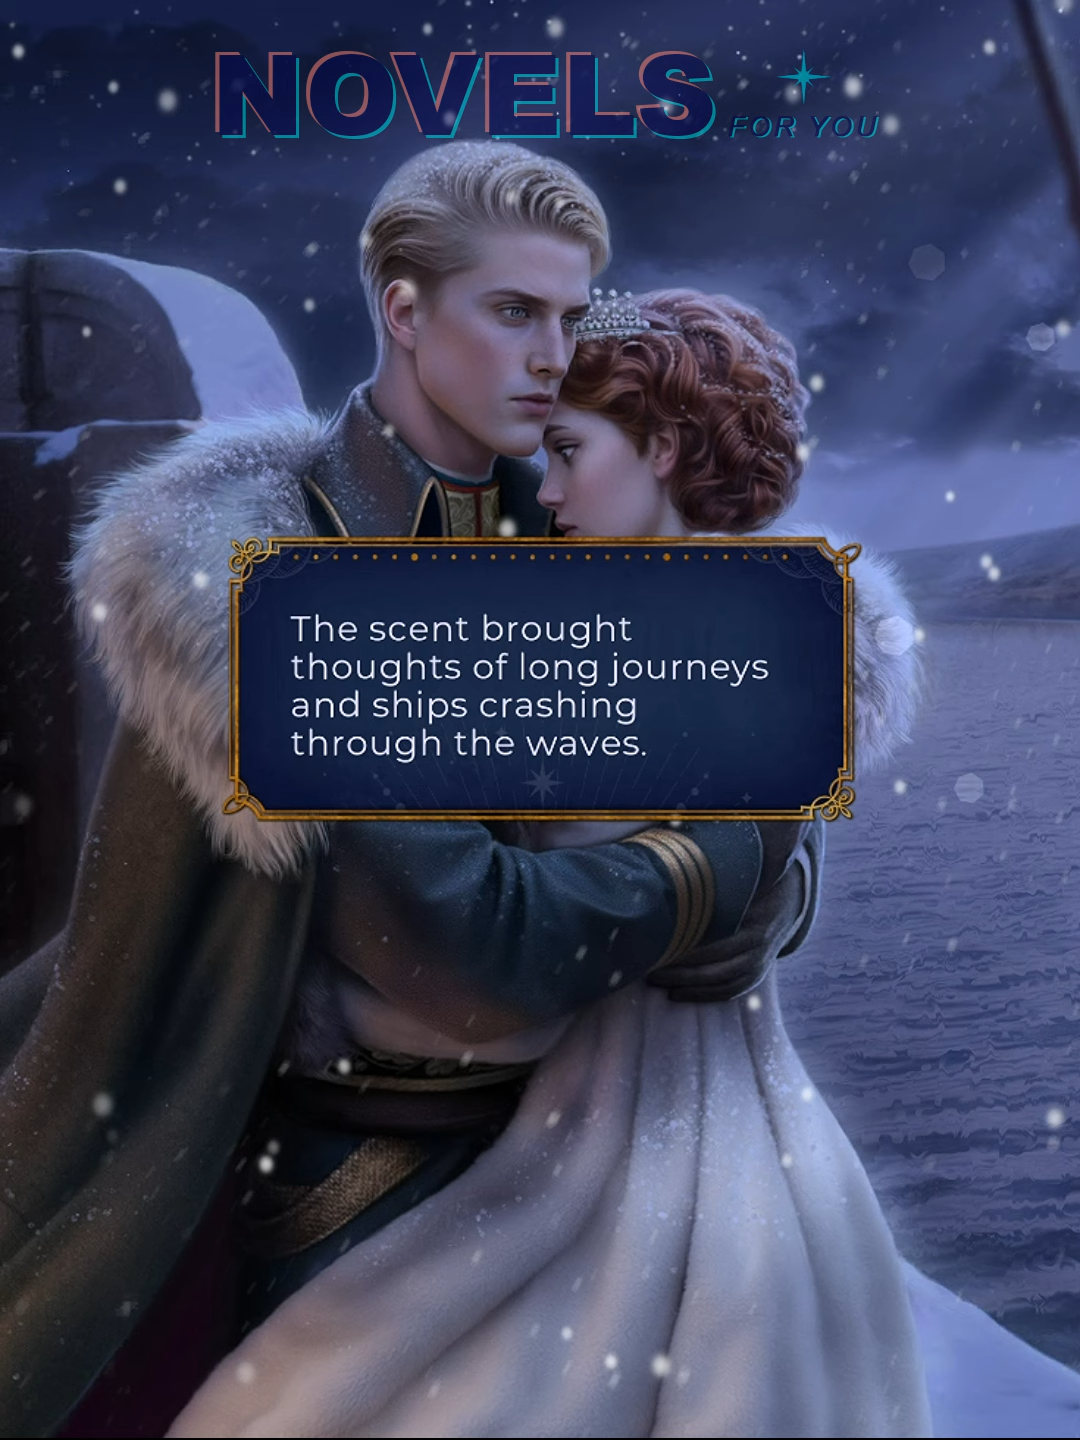 NOVELS
FOR YOU
The scent brought
thoughts of long journeys
and ships crashing
through the waves.